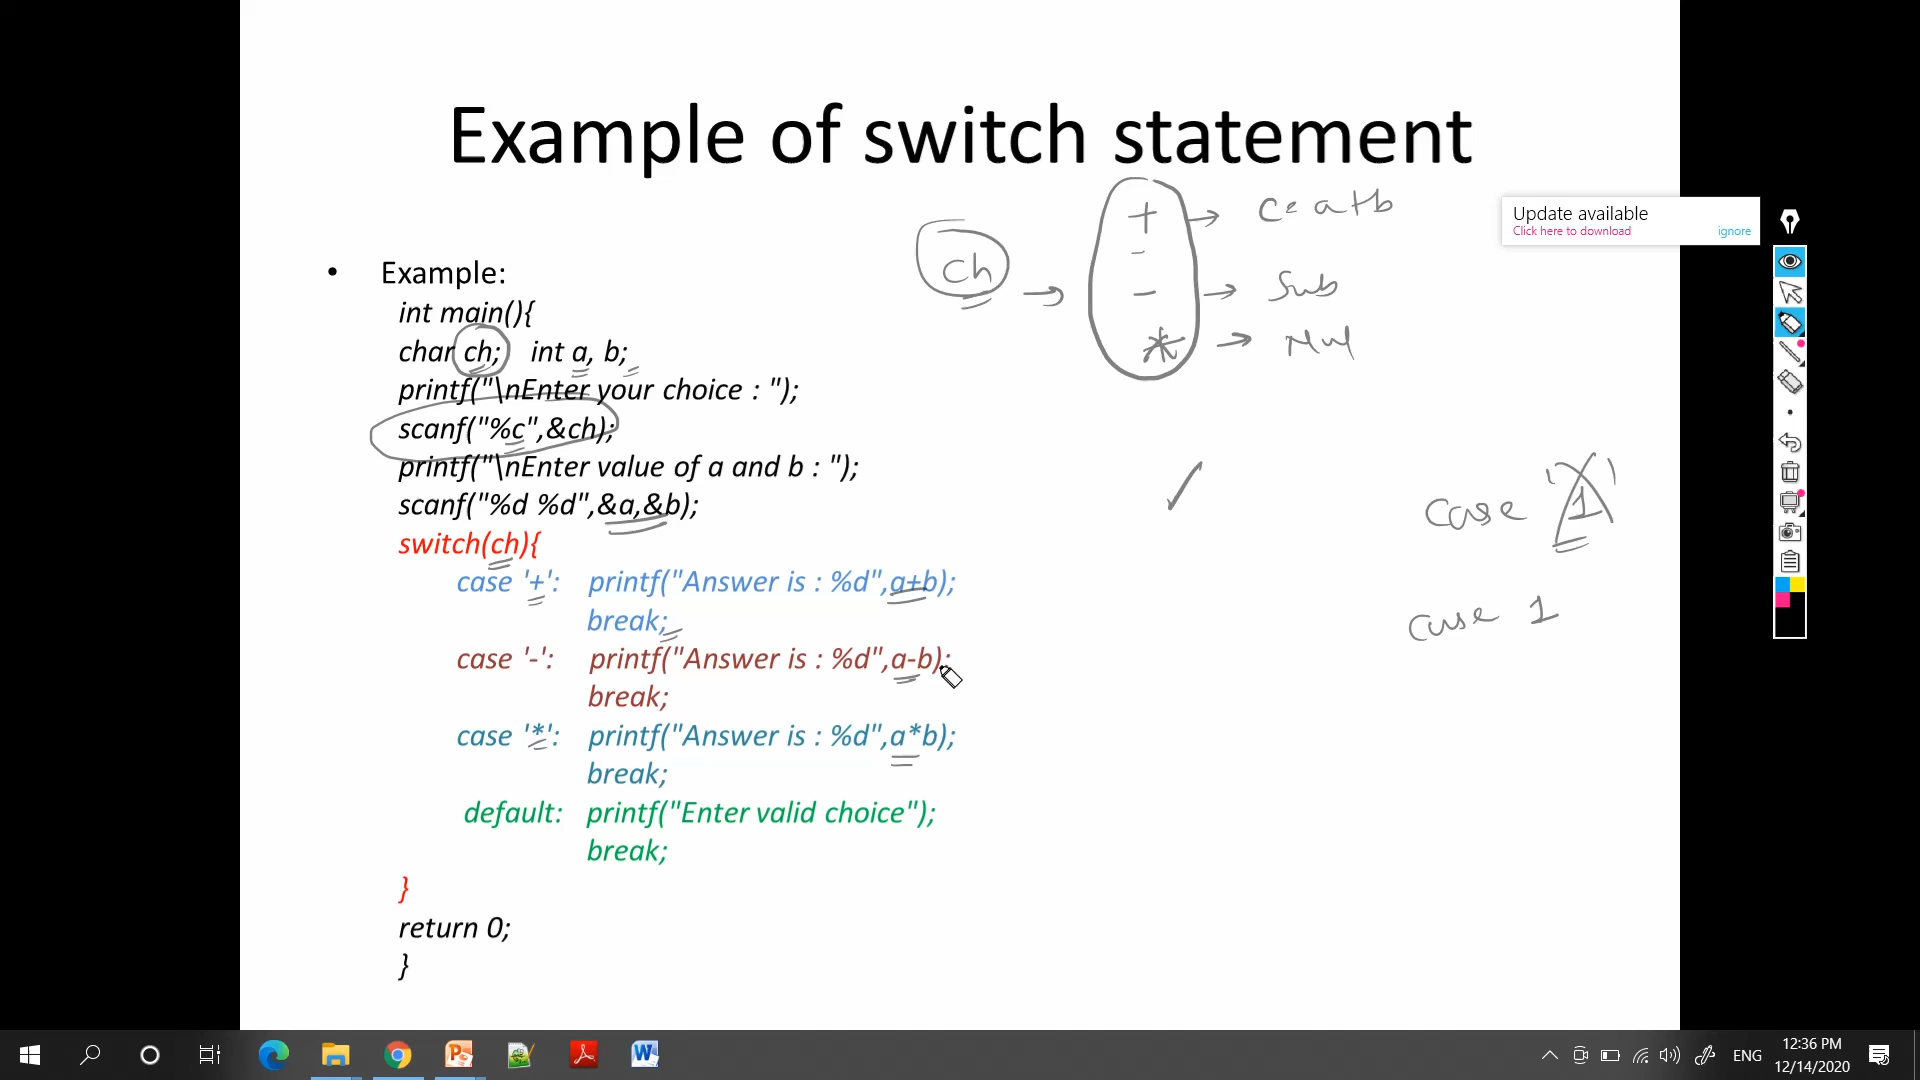 Example of switch statement
+ → c= a+b
Update available
Click here to download
ignore
ch →
- → Sub
* → Mul
• Example:
int main(){
char ch; int a, b;
printf("\nEnter your choice : ");
scanf("%c",&ch);
printf("\nEnter value of a and b : ");
scanf("%d %d",&a,&b);
case '1'
switch(ch){
case '+': printf("Answer is : %d",a+b);
break;
case 1
case '-': printf("Answer is : %d",a-b);
break;
case '*': printf("Answer is : %d",a*b);
break;
default: printf("Enter valid choice");
break;
}
return 0;
}
ENG
12:36 PM
12/14/2020